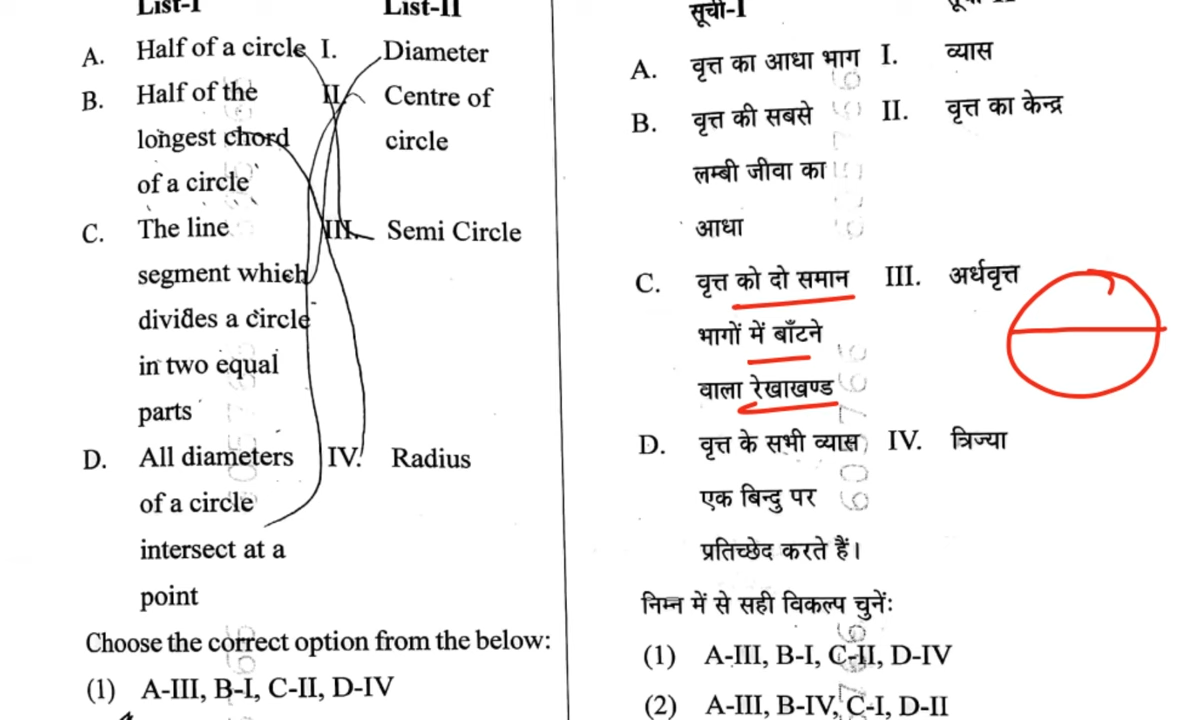 List-I List-II
A. Half of a circle I. Diameter
B. Half of the II. Centre of
longest chord circle
of a circle
C. The line III. Semi Circle
segment which
divides a circle
in two equal
parts
D. All diameters IV. Radius
of a circle
intersect at a
point
Choose the correct option from the below:
(1) A-III, B-I, C-II, D-IV
सूची-I
A. वृत्त का आधा भाग I. व्यास
B. वृत्त की सबसे II. वृत्त का केन्द्र
लम्बी जीवा का
आधा
C. वृत्त को दो समान III. अर्धवृत्त
भागों में बाँटने
वाला रेखाखण्ड
D. वृत्त के सभी व्यास IV. त्रिज्या
एक बिन्दु पर
प्रतिच्छेद करते हैं।
निम्न में से सही विकल्प चुनेंः
(1) A-III, B-I, C-II, D-IV
(2) A-III, B-IV, C-I, D-II